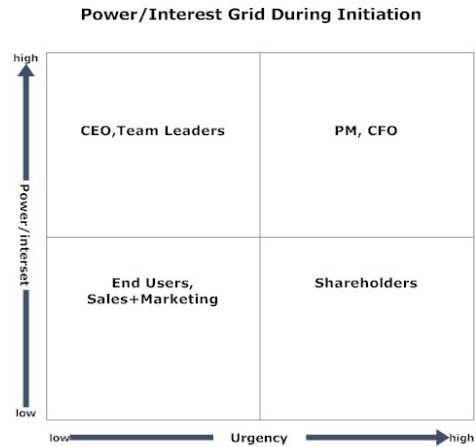 Power/Interest Grid During Initiation
high
CEO,Team Leaders
PM, CFO
Power/interset
End Users,
Sales+Marketing
Shareholders
low
low
Urgency
high